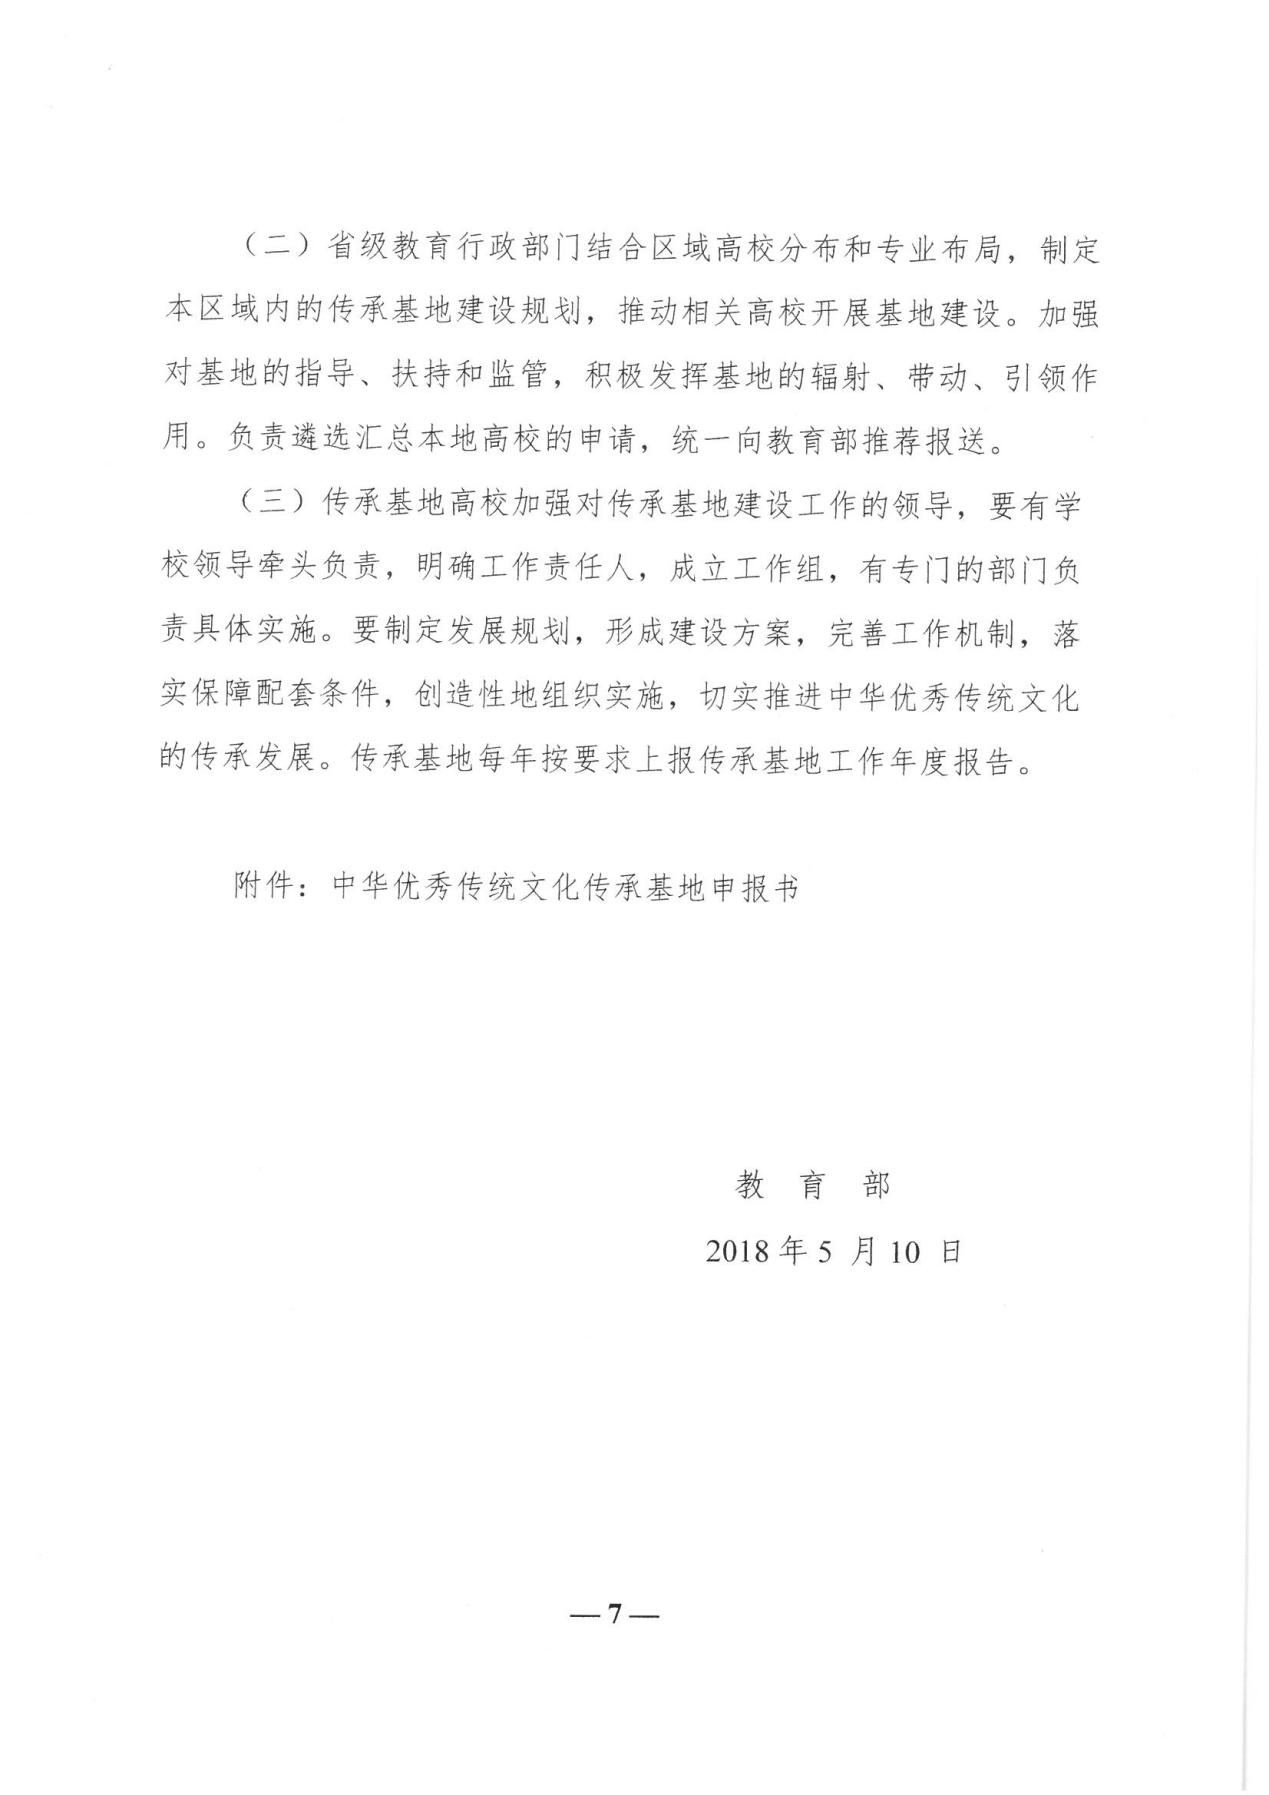 （二）省级教育行政部门结合区域高校分布和专业布局，制定
本区域内的传承基地建设规划，推动相关高校开展基地建设。加强
对基地的指导、扶持和监管，积极发挥基地的辐射、带动、引领作
用。负责遴选汇总本地高校的申请，统一向教育部推荐报送。
（三）传承基地高校加强对传承基地建设工作的领导，要有学
校领导牵头负责，明确工作责任人，成立工作组，有专门的部门负
责具体实施。要制定发展规划，形成建设方案，完善工作机制，落
实保障配套条件，创造性地组织实施，切实推进中华优秀传统文化
的传承发展。传承基地每年按要求上报传承基地工作年度报告。
附件：中华优秀传统文化传承基地申报书
教 育 部
2018 年 5 月 10 日
— 7 —